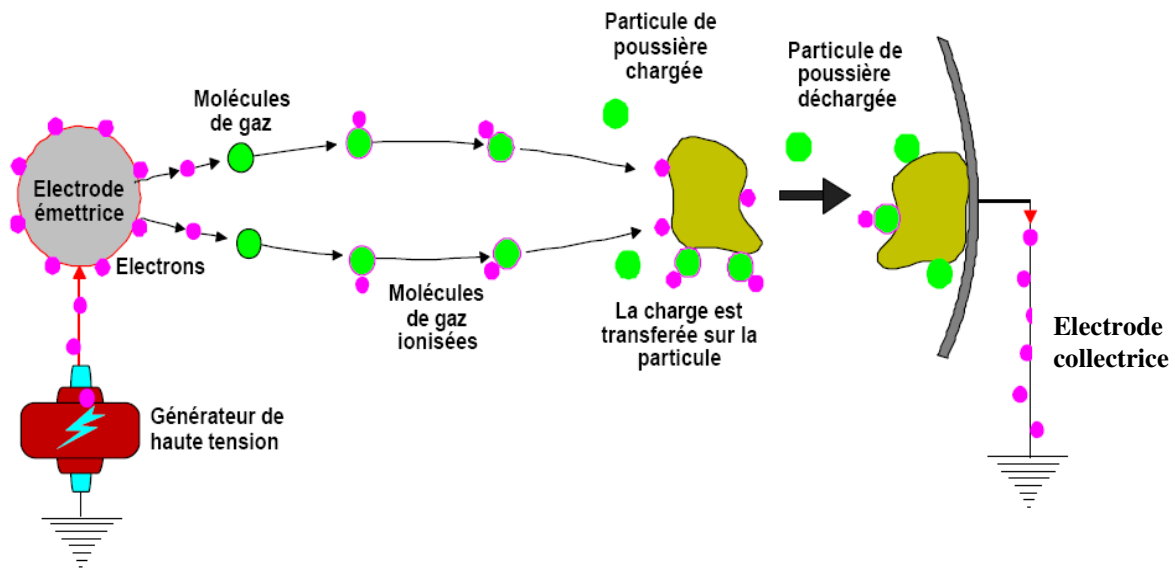 Particule de
poussière
chargée
Particule de
poussière
déchargée
Molécules
de gaz
Electrode
émettrice
Electrons
Molécules
de gaz
ionisées
La charge est
transferée sur la
particule
Electrode
collectrice
Générateur de
haute tension